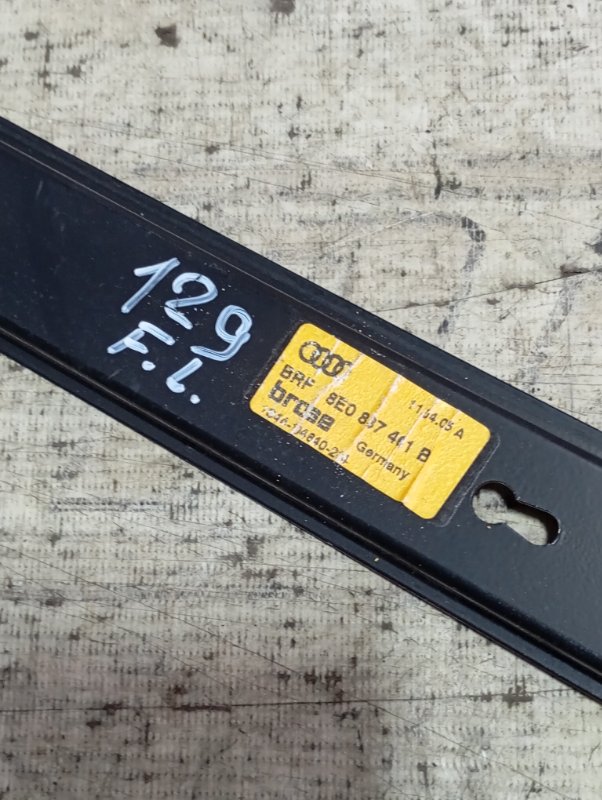 129
F.L.
1154.05 A
BRF 8E0 837 461 B
brose
Germany